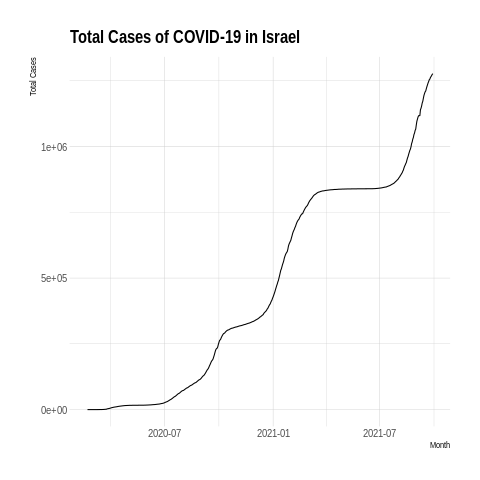 Total Cases of COVID-19 in Israel
Total Cases
1e+06
5e+05
0e+00
2020-07 2021-01 2021-07
Month